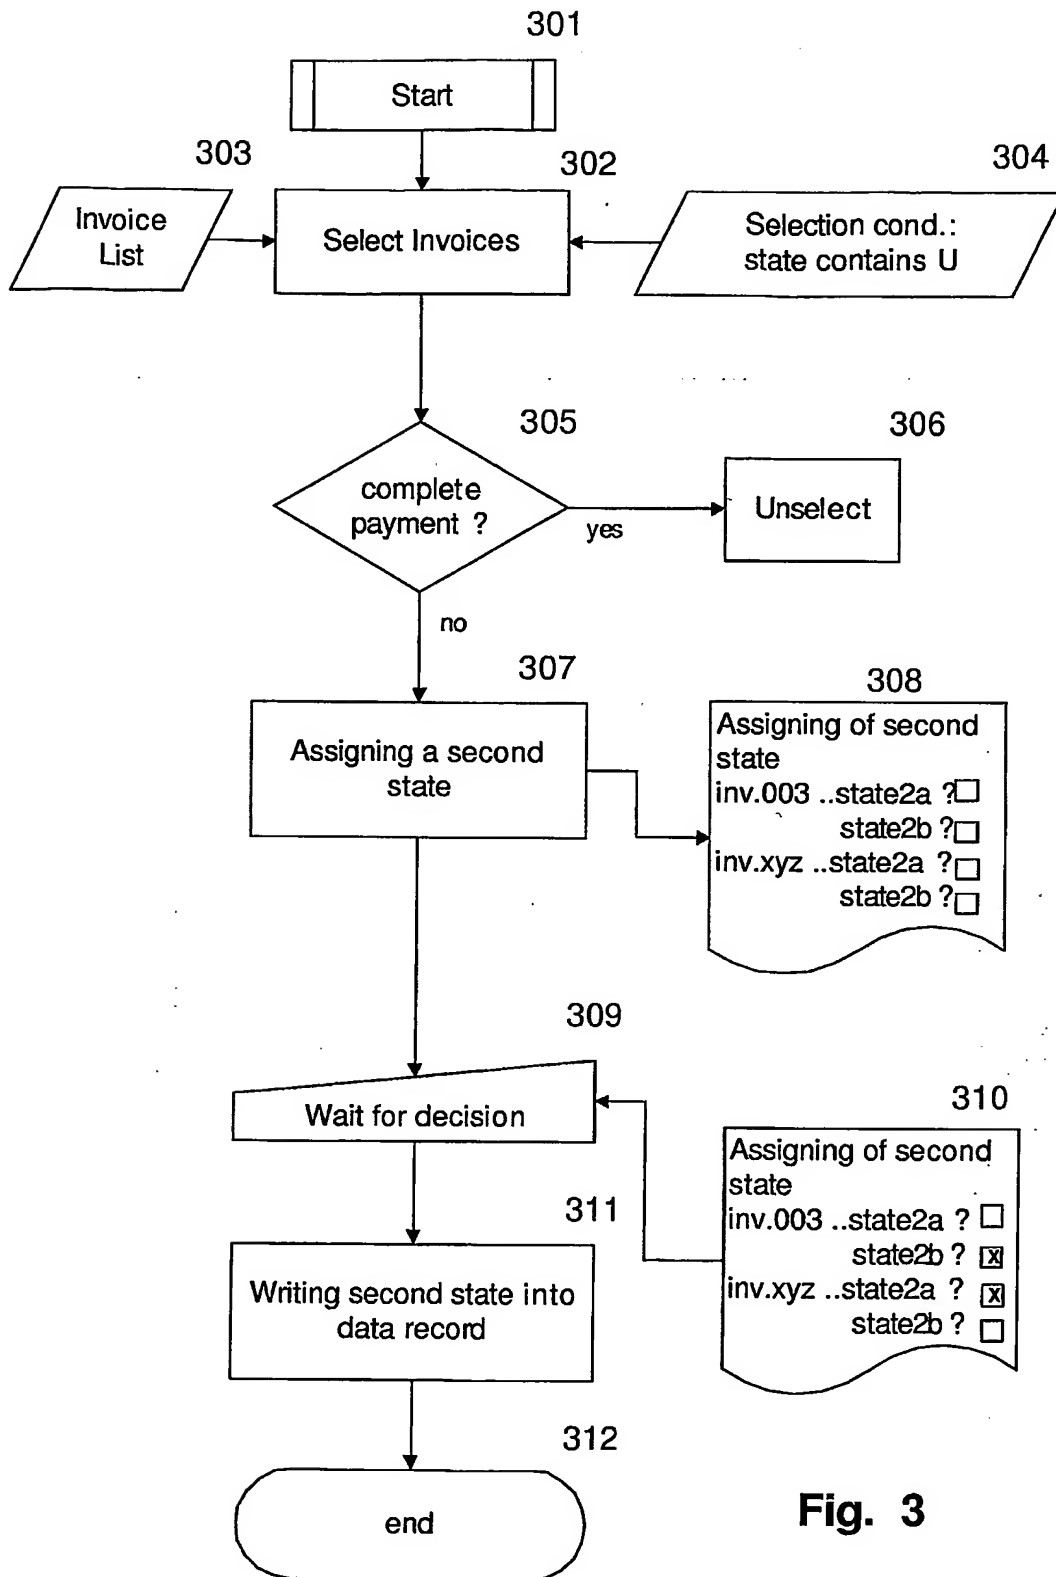 301
Start
303
302
304
Invoice
List
Select Invoices
Selection cond.:
state contains U
305
306
complete
payment ?
Unselect
yes
no
307
308
Assigning a second
state
Assigning of second
state
inv.003 ..state2a ?
state2b ?
inv.xyz ..state2a ?
state2b ?
309
Wait for decision
310
Assigning of second
state
inv.003 ..state2a ?
state2b ? x
inv.xyz ..state2a ? x
state2b ?
311
Writing second state into
data record
312
end
Fig. 3